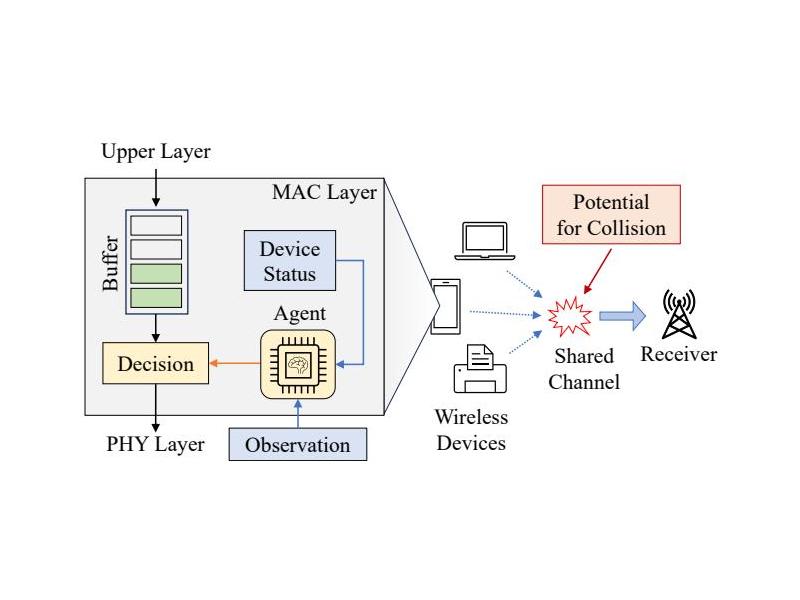 Upper Layer
MAC Layer
Buffer
Device
Status
Agent
Decision
PHY Layer
Observation
Wireless
Devices
Potential
for Collision
Shared
Channel
Receiver